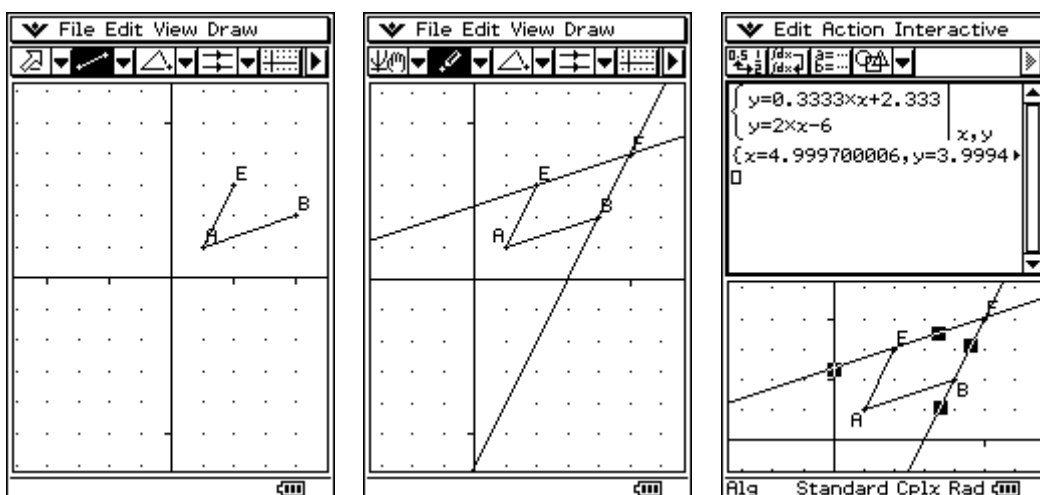 File Edit View Draw
E
B
A
File Edit View Draw
F
E
B
A
Edit Action Interactive
y=0.3333×x+2.333
y=2×x-6
x,y
{x=4.999700006,y=3.9994
F
E
B
A
Alg Standard Cplx Rad